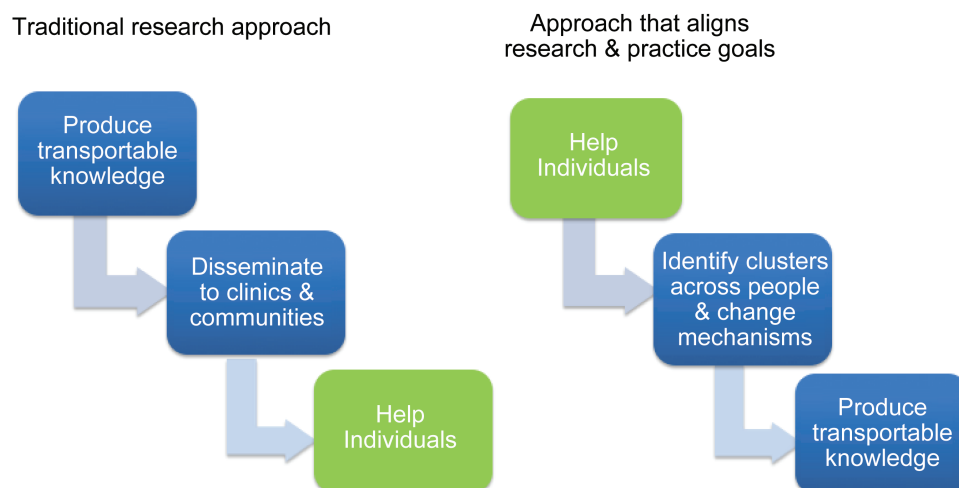 Traditional research approach
Produce
transportable
knowledge
Disseminate
to clinics &
communities
Help
Individuals
Approach that aligns
research & practice goals
Help
Individuals
Identify clusters
across people
& change
mechanisms
Produce
transportable
knowledge